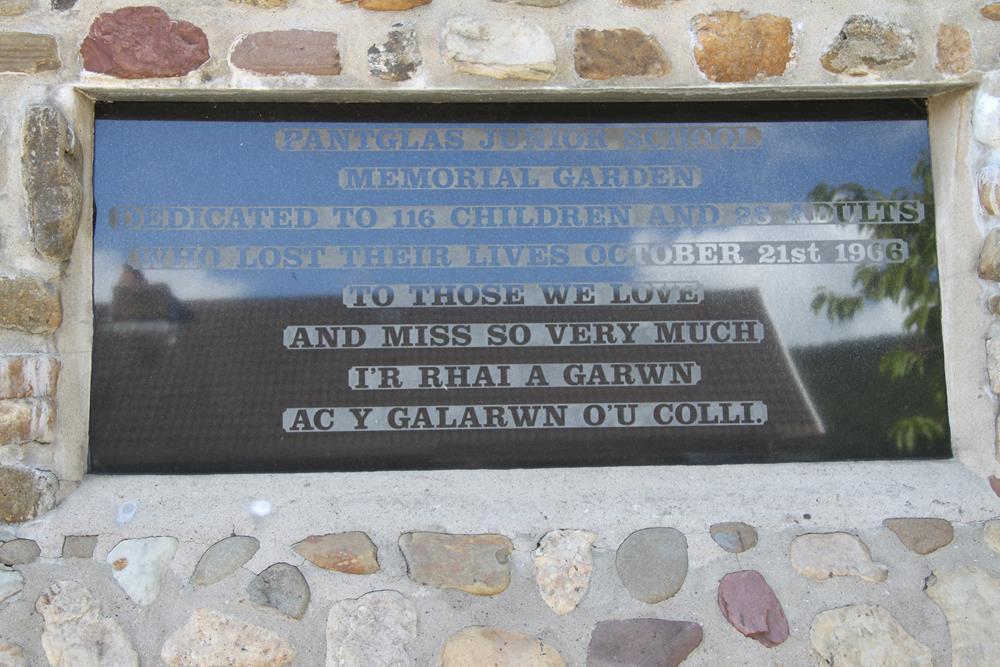 PANTGLAS JUNIOR SCHOOL
MEMORIAL GARDEN
DEDICATED TO 116 CHILDREN AND 28 ADULTS
WHO LOST THEIR LIVES OCTOBER 21st 1966
TO THOSE WE LOVE
AND MISS SO VERY MUCH
I'R RHAI A GARWN
AC Y GALARWN O'U COLLI.